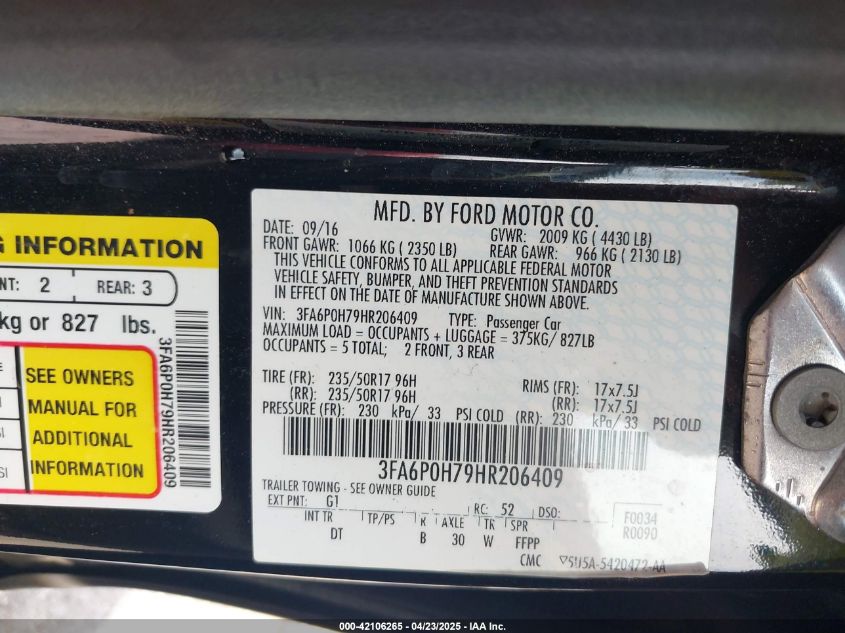 G INFORMATION
NT: 2 REAR: 3
kg or 827 lbs.
SEE OWNERS
MANUAL FOR
ADDITIONAL
INFORMATION
3FA6P0H79HR206409
MFD. BY FORD MOTOR CO.
DATE: 09/16 GVWR: 2009 KG ( 4430 LB)
FRONT GAWR: 1066 KG ( 2350 LB) REAR GAWR: 966 KG ( 2130 LB)
THIS VEHICLE CONFORMS TO ALL APPLICABLE FEDERAL MOTOR
VEHICLE SAFETY, BUMPER, AND THEFT PREVENTION STANDARDS
IN EFFECT ON THE DATE OF MANUFACTURE SHOWN ABOVE.
VIN: 3FA6P0H79HR206409 TYPE: Passenger Car
MAXIMUM LOAD = OCCUPANTS + LUGGAGE = 375KG/ 827LB
OCCUPANTS = 5 TOTAL; 2 FRONT, 3 REAR
TIRE (FR): 235/50R17 96H RIMS (FR): 17x7.5J
(RR): 235/50R17 96H (RR): 17x7.5J
PRESSURE (FR): 230 kPa/ 33 PSI COLD (RR): 230 kPa/ 33 PSI COLD
3FA6P0H79HR206409
TRAILER TOWING - SEE OWNER GUIDE
EXT PNT: G1 RC: 52 DSO: F0034
INT TR TP/PS R AXLE TR SPR R0090
DT B 30 W FFPP
CMC 5U5A-5420472-AA
000-42106265 - 04/23/2025 - IAA Inc.